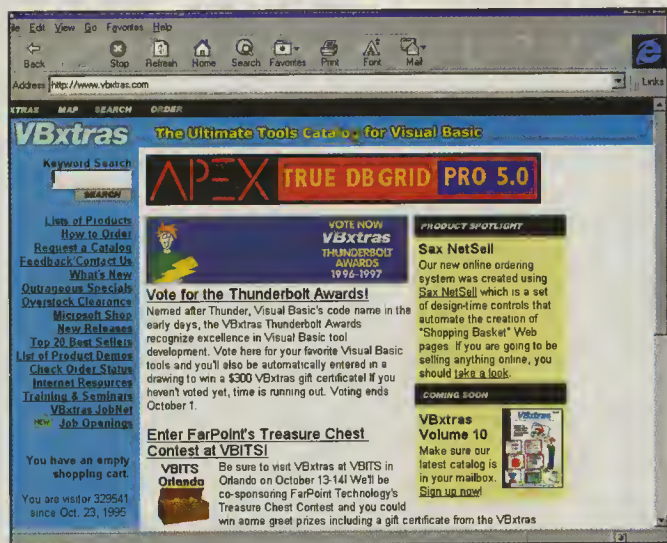 File Edit View Go Favorites Help
Back Stop Refresh Home Search Favorites Print Font Mail
Address http://www.vbxtras.com Links
XTRAS MAP SEARCH ORDER
VBxtras The Ultimate Tools Catalog for Visual Basic
Keyword Search
SEARCH
Lists of Products
How to Order
Request a Catalog
Feedback/Contact Us
What's New
Outrageous Specials
Overstock Clearance
Microsoft Shop
New Releases
Top 20 Best Sellers
List of Product Demos
Check Order Status
Internet Resources
Training & Seminars
VBxtras JobNet
NEW Job Openings
You have an empty
shopping cart.
You are visitor 329541
since Oct. 23, 1995
APEX TRUE DBGRID PRO 5.0
VOTE NOW
VBxtras
THUNDERBOLT
AWARDS
1996-1997
Vote for the Thunderbolt Awards!
Named after Thunder, Visual Basic's code name in the
early days, the VBxtras Thunderbolt Awards
recognize excellence in Visual Basic tool
development. Vote here for your favorite Visual Basic
tools and you'll also be automatically entered in a
drawing to win a $300 VBxtras gift certificate! If you
haven't voted yet, time is running out. Voting ends
October 1.
Enter FarPoint's Treasure Chest
Contest at VBITS!
VBITS
Orlando
Be sure to visit VBxtras at VBITS in
Orlando on October 13-14! We'll be
co-sponsoring FarPoint Technology's
Treasure Chest Contest and you could
win some great prizes including a gift certificate from the VBxtras
PRODUCT SPOTLIGHT
Sax NetSell
Our new online ordering
system was created using
Sax NetSell which is a set
of design-time controls that
automate the creation of
"Shopping Basket" Web
pages. If you are going to be
selling anything online, you
should take a look.
COMING SOON
VBxtras
Volume 10
Make sure our
latest catalog is
in your mailbox.
Sign up now!
VBxtras